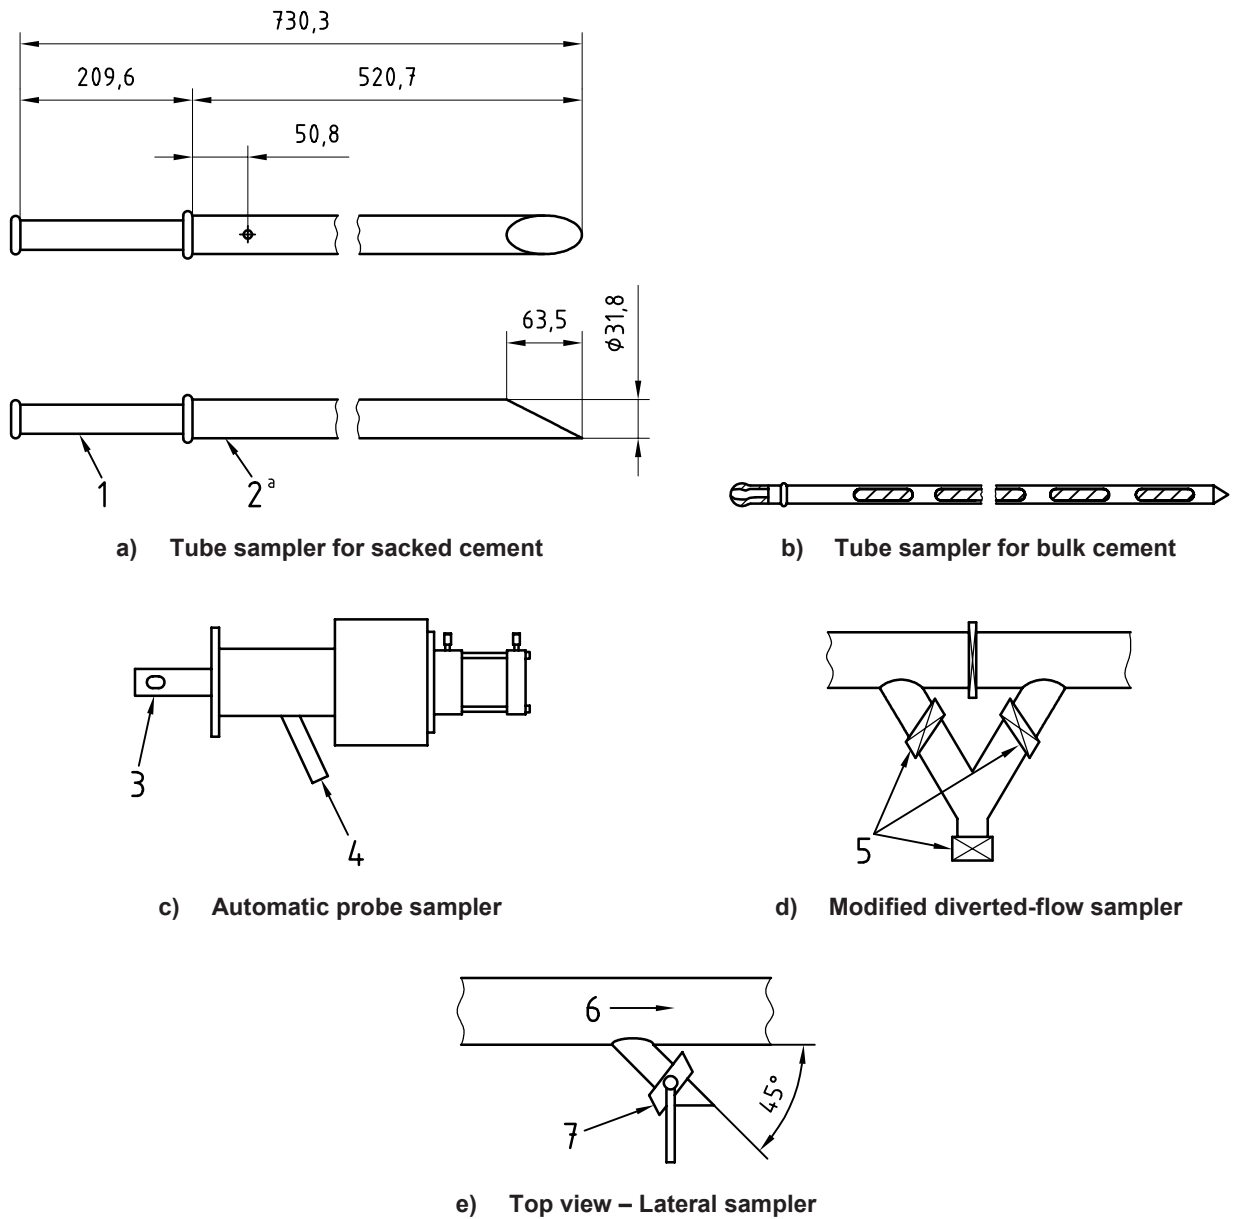 730,3
209,6 520,7
50,8
63,5 ϕ31,8
1 2ᵃ
a) Tube sampler for sacked cement b) Tube sampler for bulk cement
3 4 5
c) Automatic probe sampler d) Modified diverted-flow sampler
6
45°
7
e) Top view – Lateral sampler